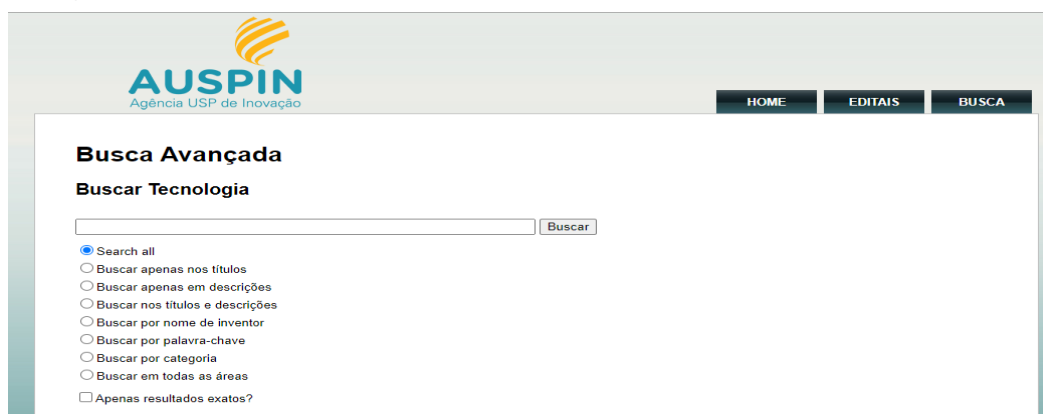 AUSPIN
Agência USP de Inovação
HOME EDITAIS BUSCA
Busca Avançada
Buscar Tecnologia
Buscar
Search all
Buscar apenas nos títulos
Buscar apenas em descrições
Buscar nos títulos e descrições
Buscar por nome de inventor
Buscar por palavra-chave
Buscar por categoria
Buscar em todas as áreas
Apenas resultados exatos?